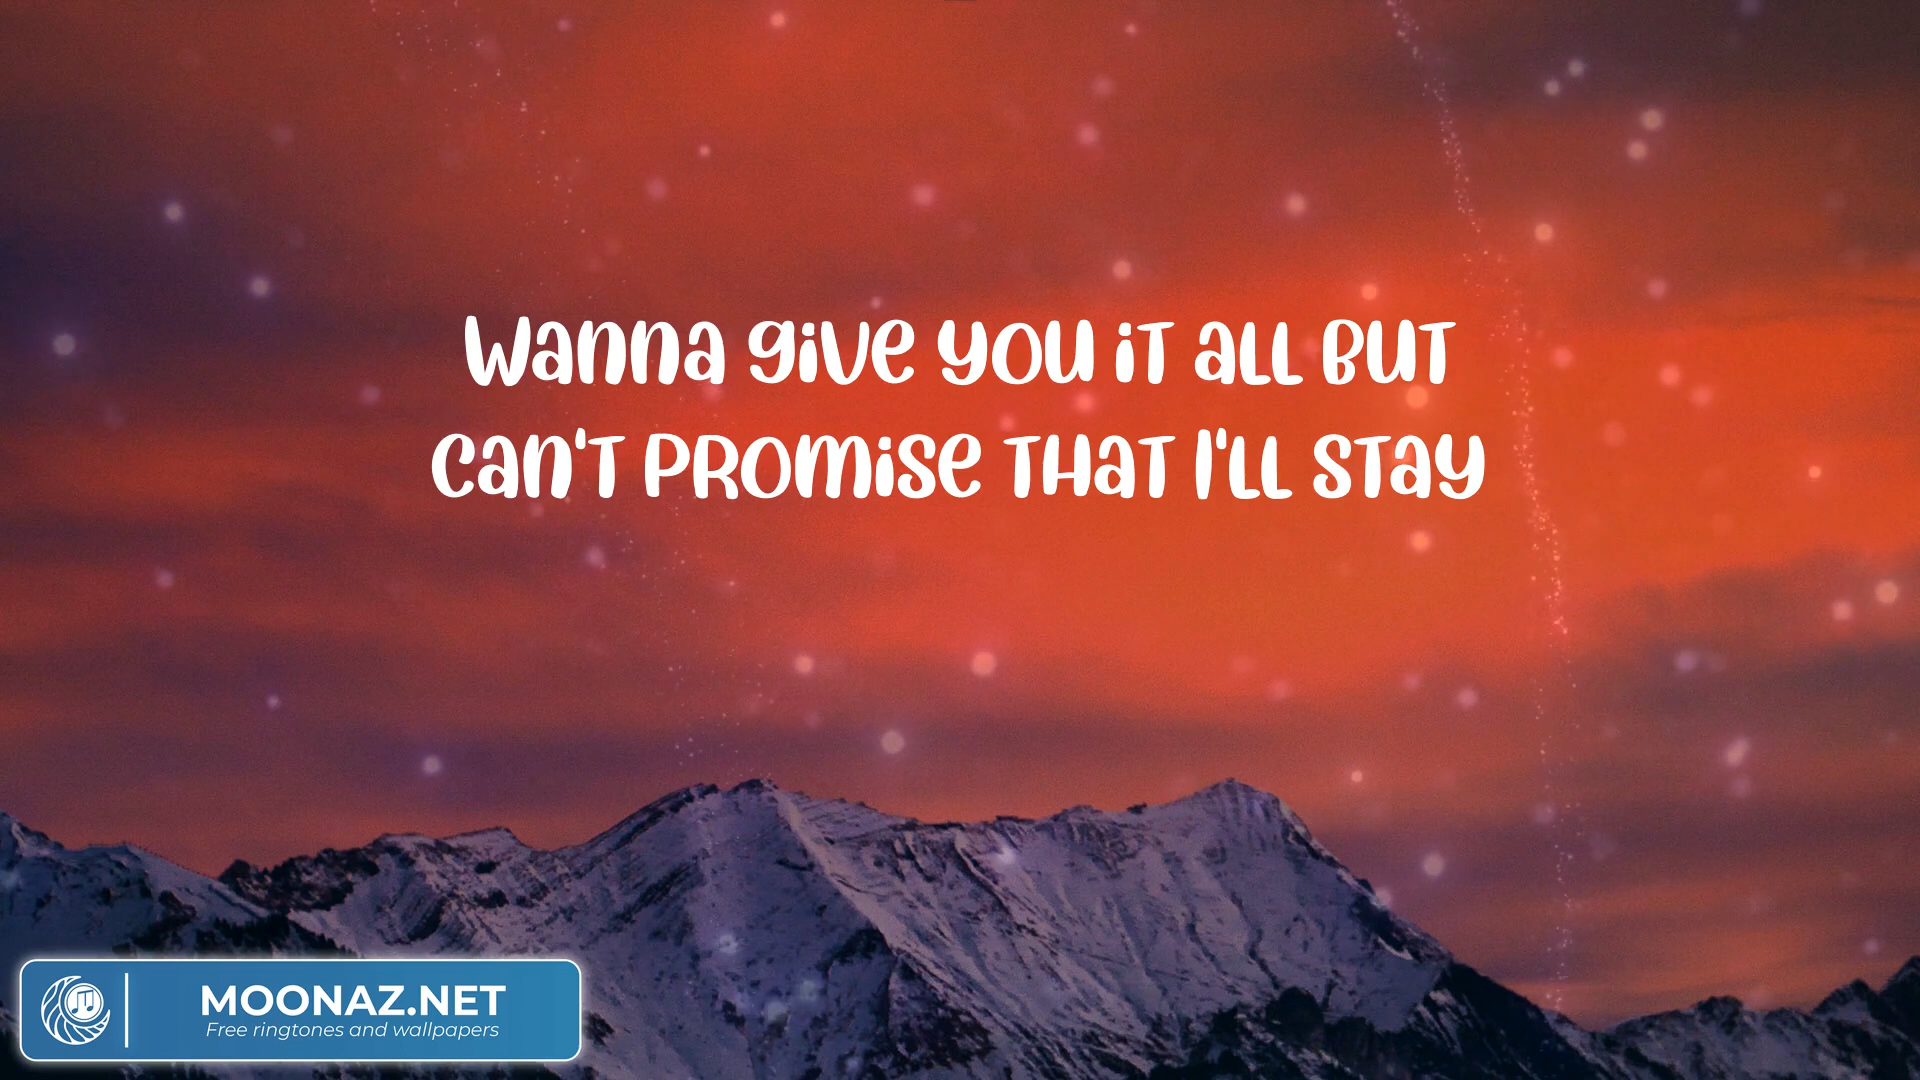 Wanna give you it all but
can't promise that I'll stay
MOONAZ.NET
Free ringtones and wallpapers